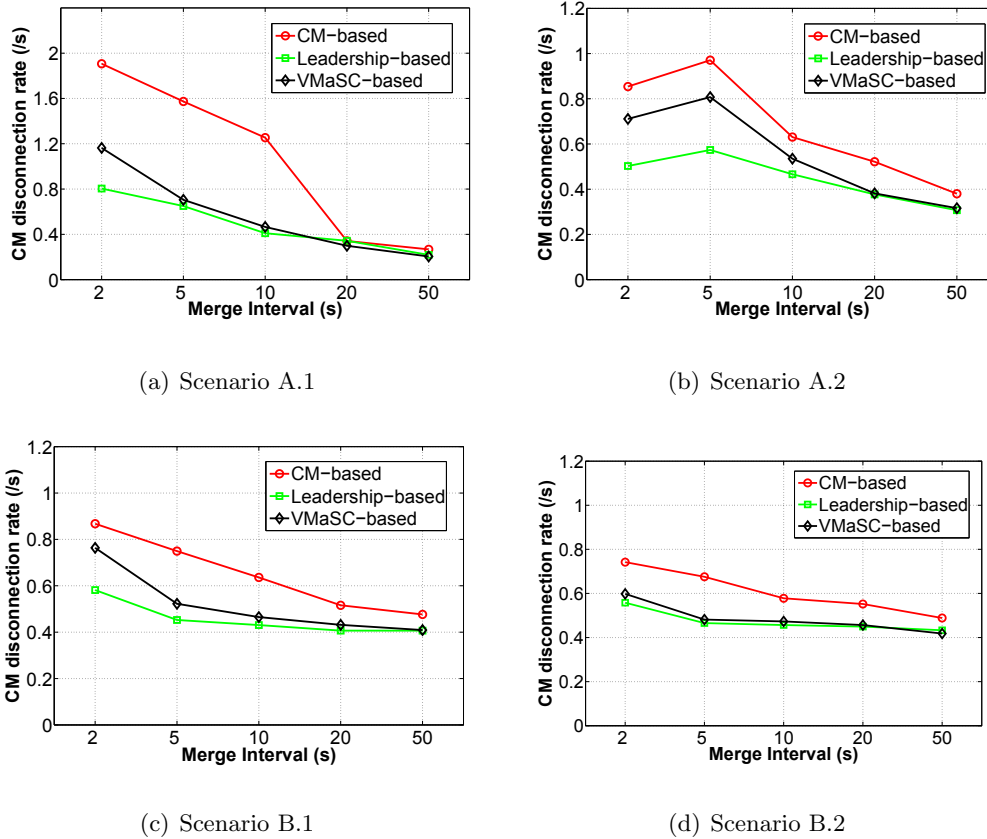 CM disconnection rate (/s)
2
1.6
1.2
0.8
0.4
0
CM-based
Leadership-based
VMaSC-based
2 5 10 20 50
Merge Interval (s)
(a) Scenario A.1
CM disconnection rate (/s)
1.2
1
0.8
0.6
0.4
0.2
0
CM-based
Leadership-based
VMaSC-based
2 5 10 20 50
Merge Interval (s)
(b) Scenario A.2
CM disconnection rate (/s)
1.2
1
0.8
0.6
0.4
0.2
0
CM-based
Leadership-based
VMaSC-based
2 5 10 20 50
Merge Interval (s)
(c) Scenario B.1
CM disconnection rate (/s)
1.2
1
0.8
0.6
0.4
0.2
0
CM-based
Leadership-based
VMaSC-based
2 5 10 20 50
Merge Interval (s)
(d) Scenario B.2